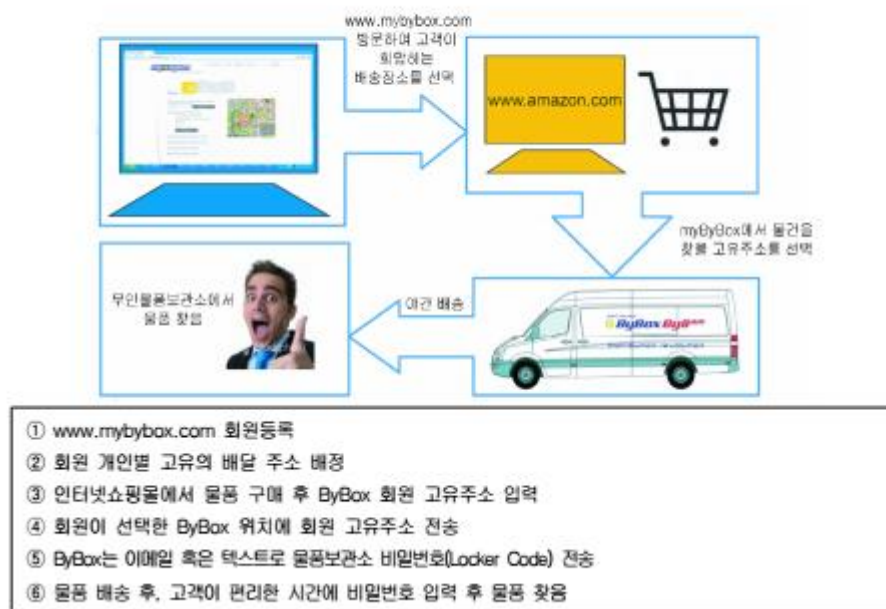 www.mybybox.com
방문하여 고객이
희망하는
배송장소를 선택
www.amazon.com
myByBox에서 물건을
찾을 고유주소를 선택
야간 배송
ByBox ByBox
무인물품보관소에서
물품 찾음
① www.mybybox.com 회원등록
② 회원 개인별 고유의 배달 주소 배정
③ 인터넷쇼핑몰에서 물품 구매 후 ByBox 회원 고유주소 입력
④ 회원이 선택한 ByBox 위치에 회원 고유주소 전송
⑤ ByBox는 이메일 혹은 텍스트로 물품보관소 비밀번호(Locker Code) 전송
⑥ 물품 배송 후, 고객이 편리한 시간에 비밀번호 입력 후 물품 찾음